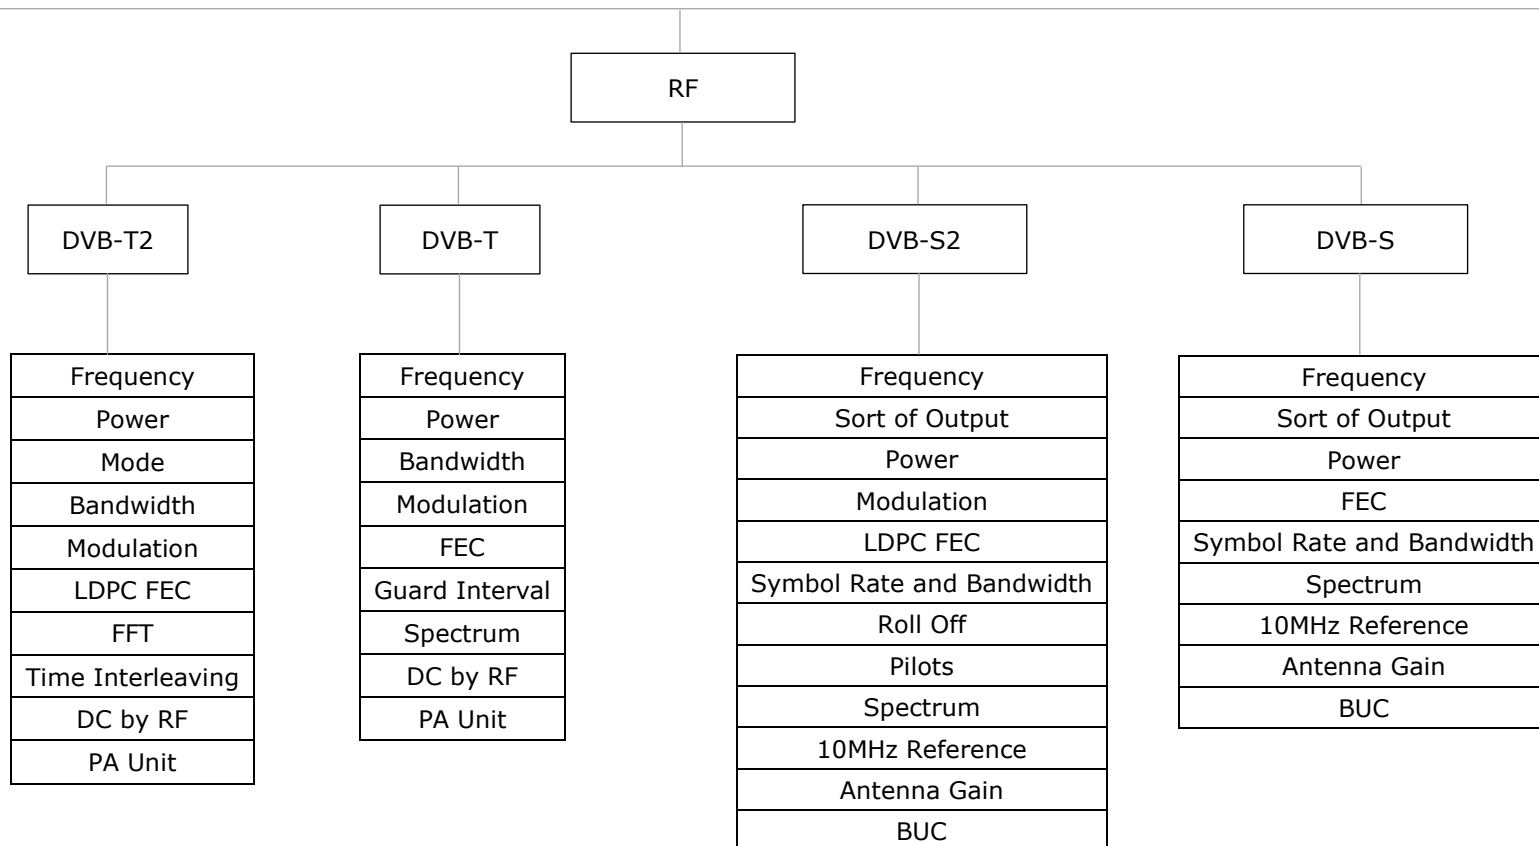 RF
DVB-T2
DVB-T
DVB-S2
DVB-S
Frequency
Power
Mode
Bandwidth
Modulation
LDPC FEC
FFT
Time Interleaving
DC by RF
PA Unit
Frequency
Power
Bandwidth
Modulation
FEC
Guard Interval
Spectrum
DC by RF
PA Unit
Frequency
Sort of Output
Power
Modulation
LDPC FEC
Symbol Rate and Bandwidth
Roll Off
Pilots
Spectrum
10MHz Reference
Antenna Gain
BUC
Frequency
Sort of Output
Power
FEC
Symbol Rate and Bandwidth
Spectrum
10MHz Reference
Antenna Gain
BUC